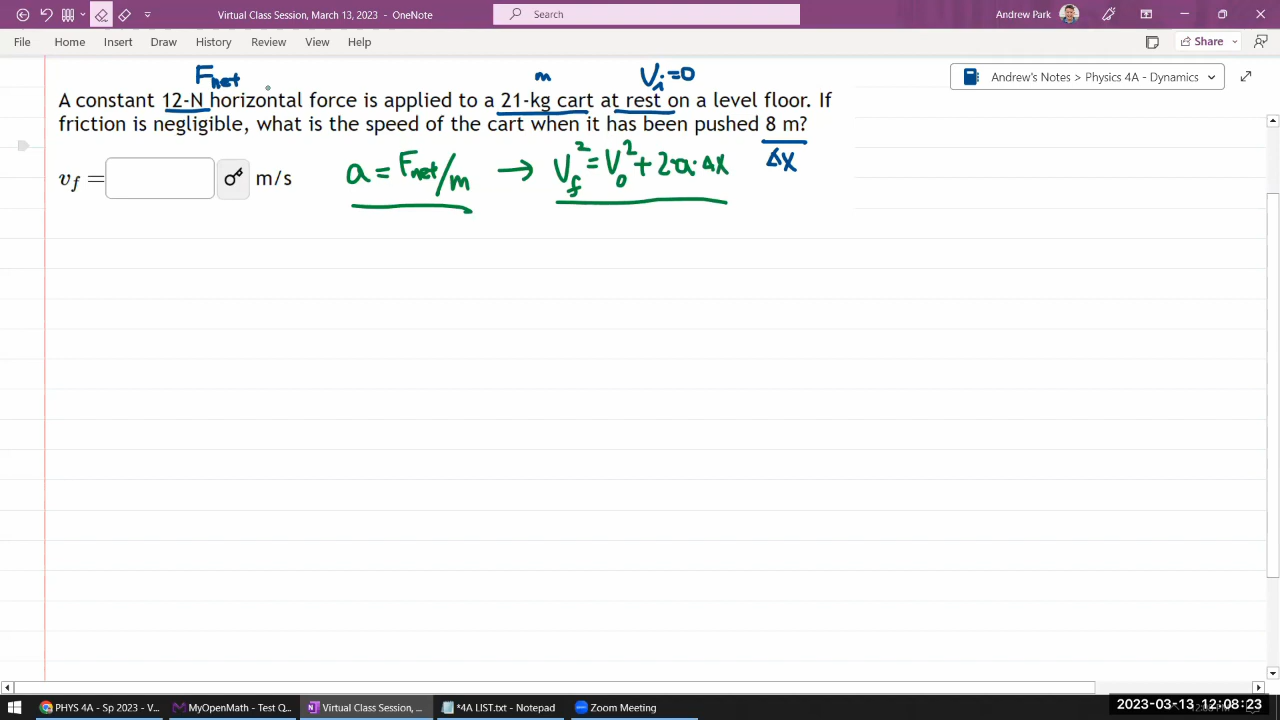 Virtual Class Session, March 13, 2023 - OneNote
Search
Andrew Park
File Home Insert Draw History Review View Help
Share
Andrew's Notes > Physics 4A - Dynamics
Fnet m Vi=0
A constant 12-N horizontal force is applied to a 21-kg cart at rest on a level floor. If
friction is negligible, what is the speed of the cart when it has been pushed 8 m?
Δx
vf = m/s
a = Fnet/m → Vf² = V0² + 2a·Δx
PHYS 4A - Sp 2023 - V...
MyOpenMath - Test Q...
Virtual Class Session, ...
*4A LIST.txt - Notepad
Zoom Meeting
2023-03-13 12:08:23